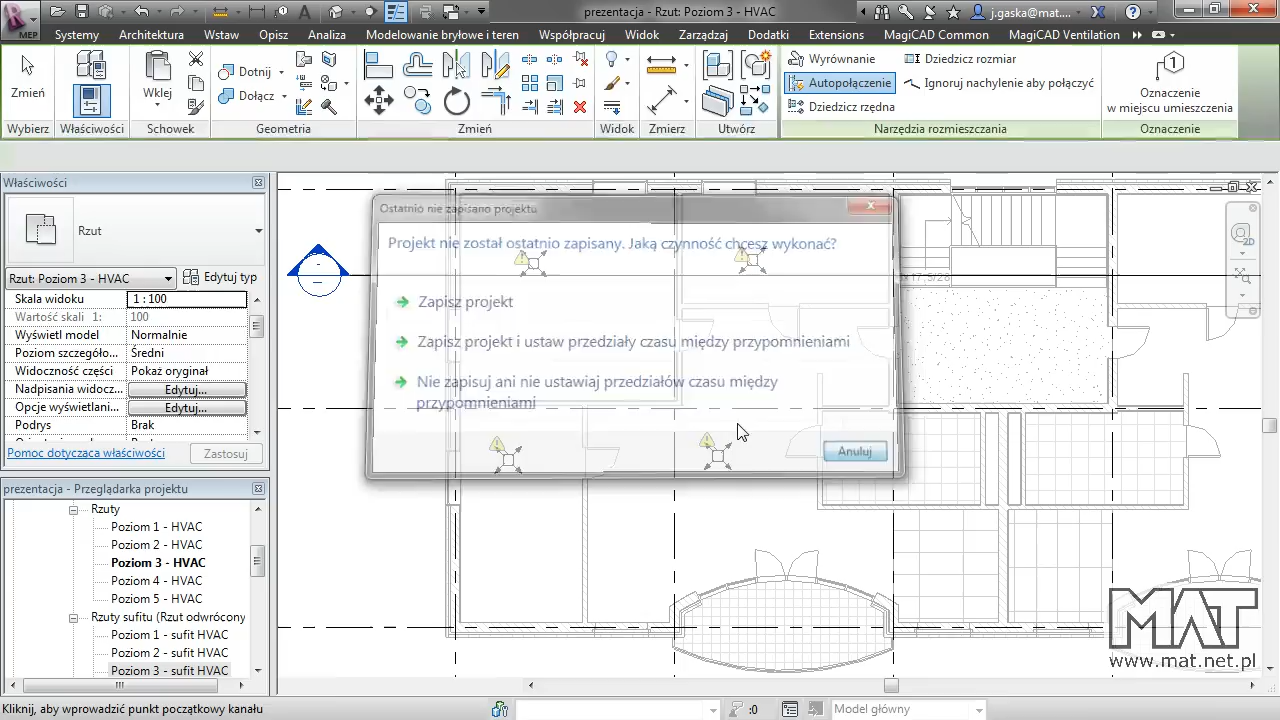 MEP
prezentacja - Rzut: Poziom 3 - HVAC
j.gaska@mat....
Systemy
Architektura
Wstaw
Opisz
Analiza
Modelowanie bryłowe i teren
Współpracuj
Widok
Zarządzaj
Dodatki
Extensions
MagiCAD Common
MagiCAD Ventilation
Zmień
Wklej
Dotnij
Dołącz
Wyrównanie
Autopołączenie
Dziedzicz rzędną
Dziedzicz rozmiar
Ignoruj nachylenie aby połączyć
Oznaczenie
w miejscu umieszczenia
Wybierz
Właściwości
Schowek
Geometria
Zmień
Widok
Zmierz
Utwórz
Narzędzia rozmieszczania
Oznaczenie
Właściwości
Rzut
Rzut: Poziom 3 - HVAC
Edytuj typ
Skala widoku 1 : 100
Wartość skali 1: 100
Wyświetl model Normalnie
Poziom szczegóło... Średni
Widoczność części Pokaż oryginał
Nadpisania widocz... Edytuj...
Opcje wyświetlani... Edytuj...
Podrys Brak
Pomoc dotycząca właściwości
Zastosuj
prezentacja - Przeglądarka projektu
Rzuty
Poziom 1 - HVAC
Poziom 2 - HVAC
Poziom 3 - HVAC
Poziom 4 - HVAC
Poziom 5 - HVAC
Rzuty sufitu (Rzut odwrócony
Poziom 1 - sufit HVAC
Poziom 2 - sufit HVAC
Poziom 3 - sufit HVAC
Ostatnio nie zapisano projektu
Projekt nie został ostatnio zapisany. Jaką czynność chcesz wykonać?
Zapisz projekt
Zapisz projekt i ustaw przedziały czasu między przypomnieniami
Nie zapisuj ani nie ustawiaj przedziałów czasu między
przypomnieniami
Anuluj
2D
MAT
www.mat.net.pl
Kliknij, aby wprowadzić punkt początkowy kanału
:0
Model główny